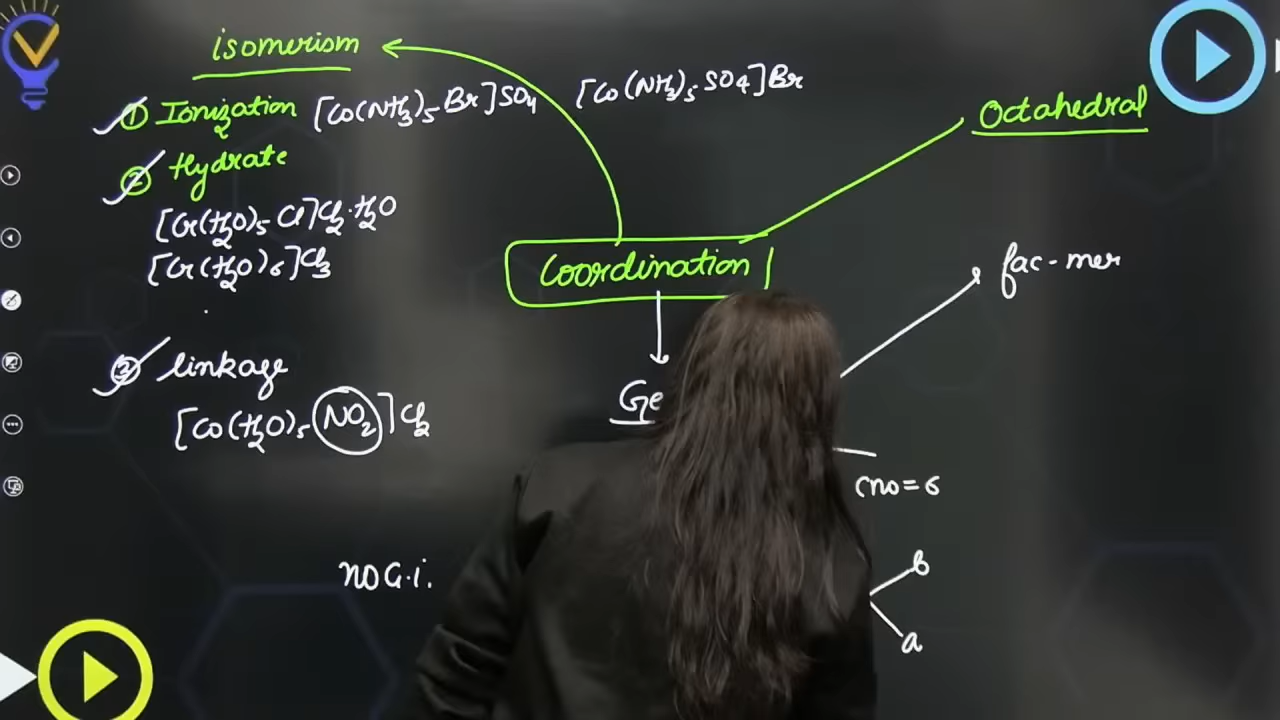 isomerism
① Ionization [Co(NH3)5-Br]SO4 [Co(NH3)5·SO4]Br
② Hydrate
[Cr(H2O)5-Cl]Cl2·H2O
[Cr(H2O)6]Cl3
③ linkage
[Co(H2O)5(NO2)]Cl2
NO G.i.
Coordination
Ge
Octahedral
fac-mer
Cno=6
b
a